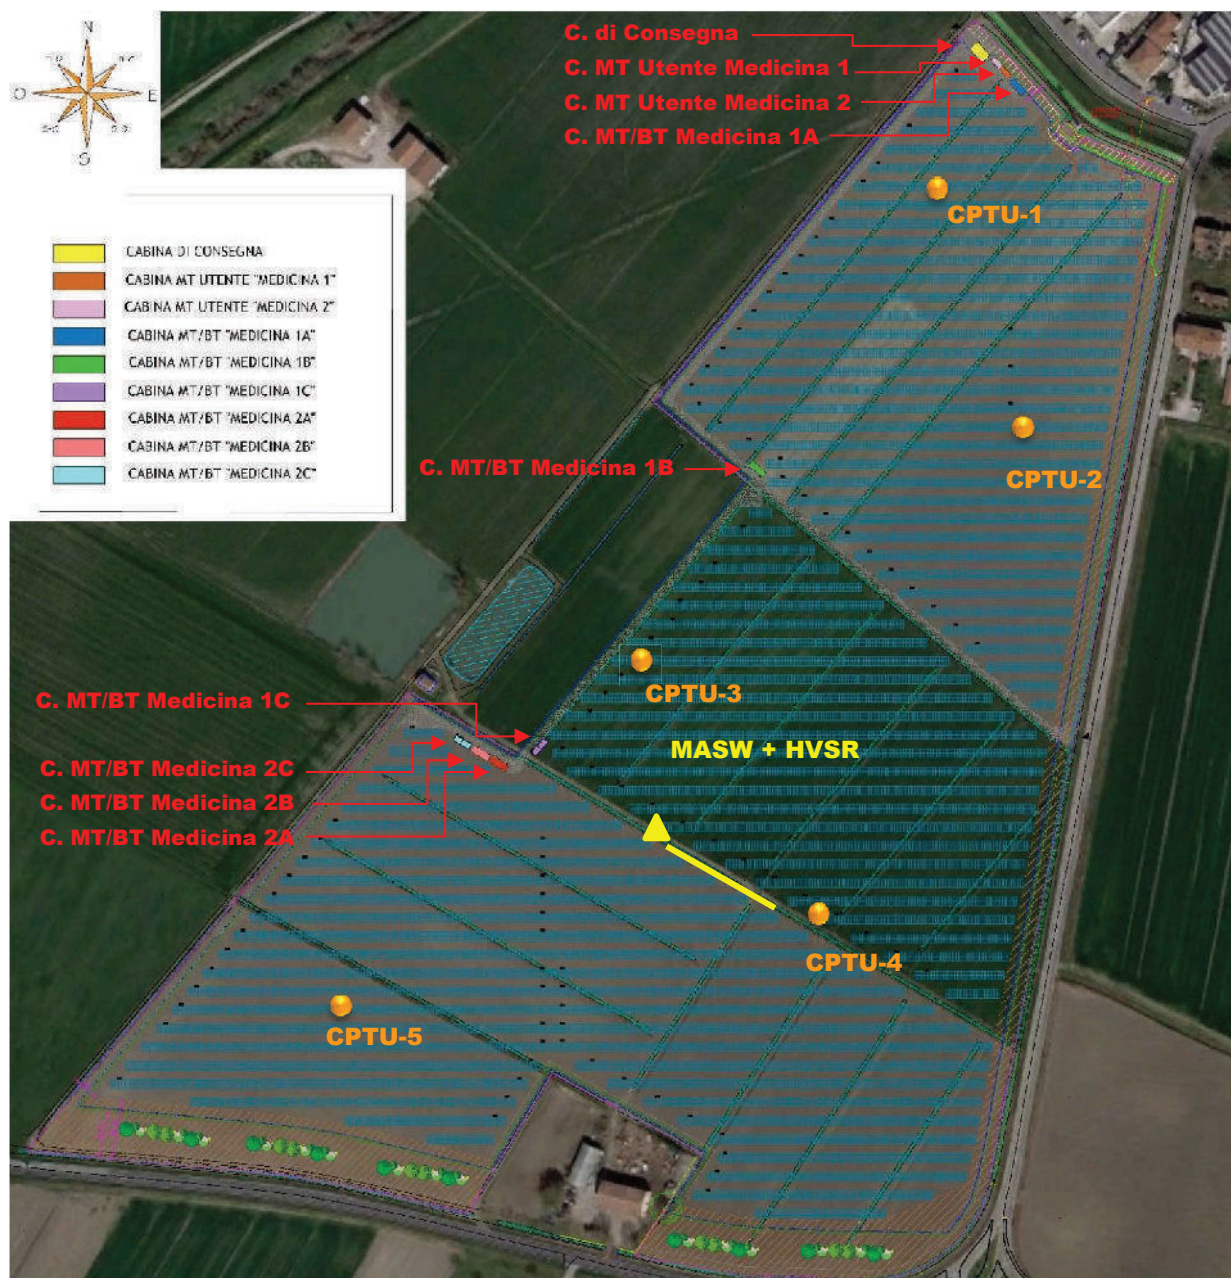 N
O
E
O
C. di Consegna
C. MT Utente Medicina 1
C. MT Utente Medicina 2
C. MT/BT Medicina 1A
CABINA DI CONSEGNA
CABINA MT UTENTE "MEDICINA 1"
CABINA MT UTENTE "MEDICINA 2"
CABINA MT/BT "MEDICINA 1A"
CABINA MT/BT "MEDICINA 1B"
CABINA MT/BT "MEDICINA 1C"
CABINA MT/BT "MEDICINA 2A"
CABINA MT/BT "MEDICINA 2B"
CABINA MT/BT "MEDICINA 2C"
CPTU-1
CPTU-2
C. MT/BT Medicina 1B
CPTU-3
C. MT/BT Medicina 1C
MASW + HVSR
C. MT/BT Medicina 2C
C. MT/BT Medicina 2B
C. MT/BT Medicina 2A
CPTU-4
CPTU-5